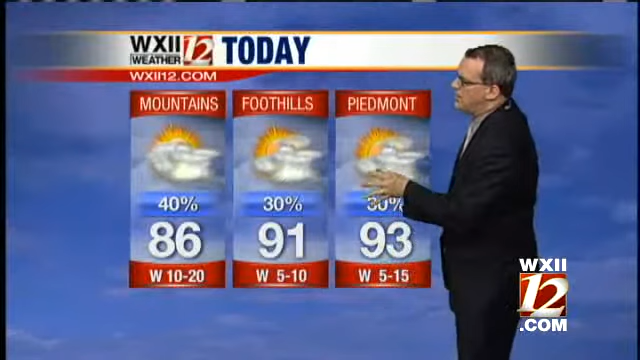 WXII 12 TODAY
WEATHER
WXII12.COM
MOUNTAINS FOOTHILLS PIEDMONT
40% 30% 30%
86 91 93
W 10-20 W 5-10 W 5-15
WXII
12
.COM